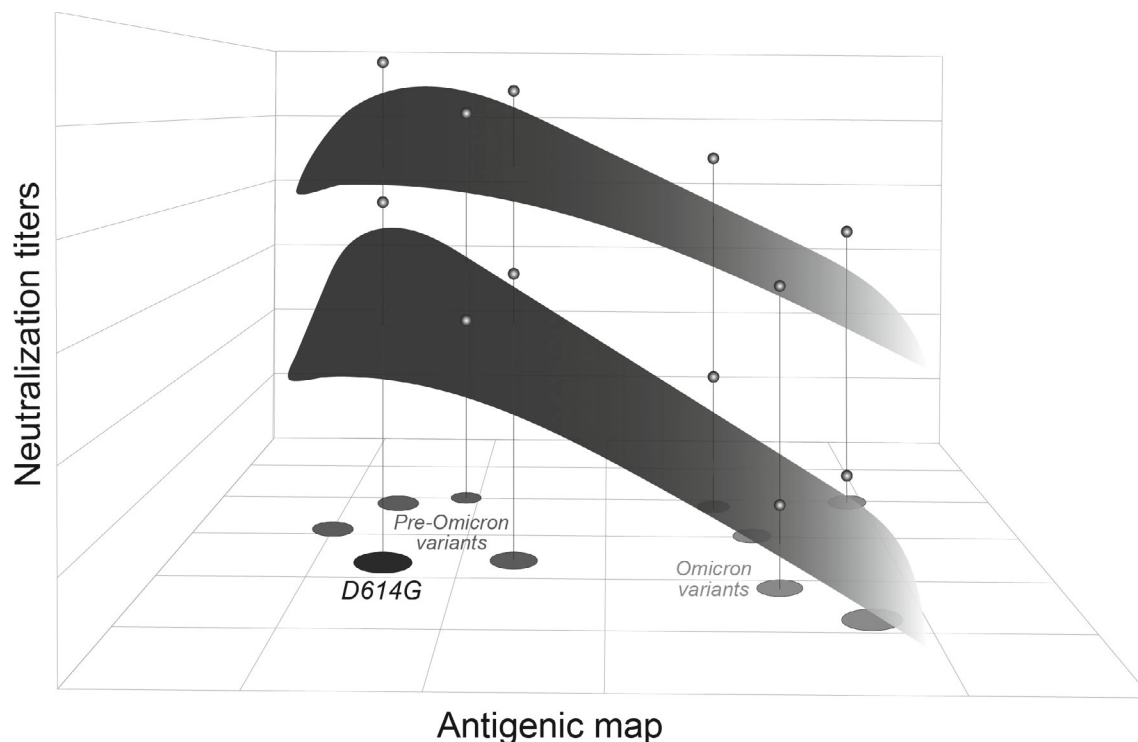 Neutralization titers
Pre-Omicron
variants
D614G
Omicron
variants
Antigenic map